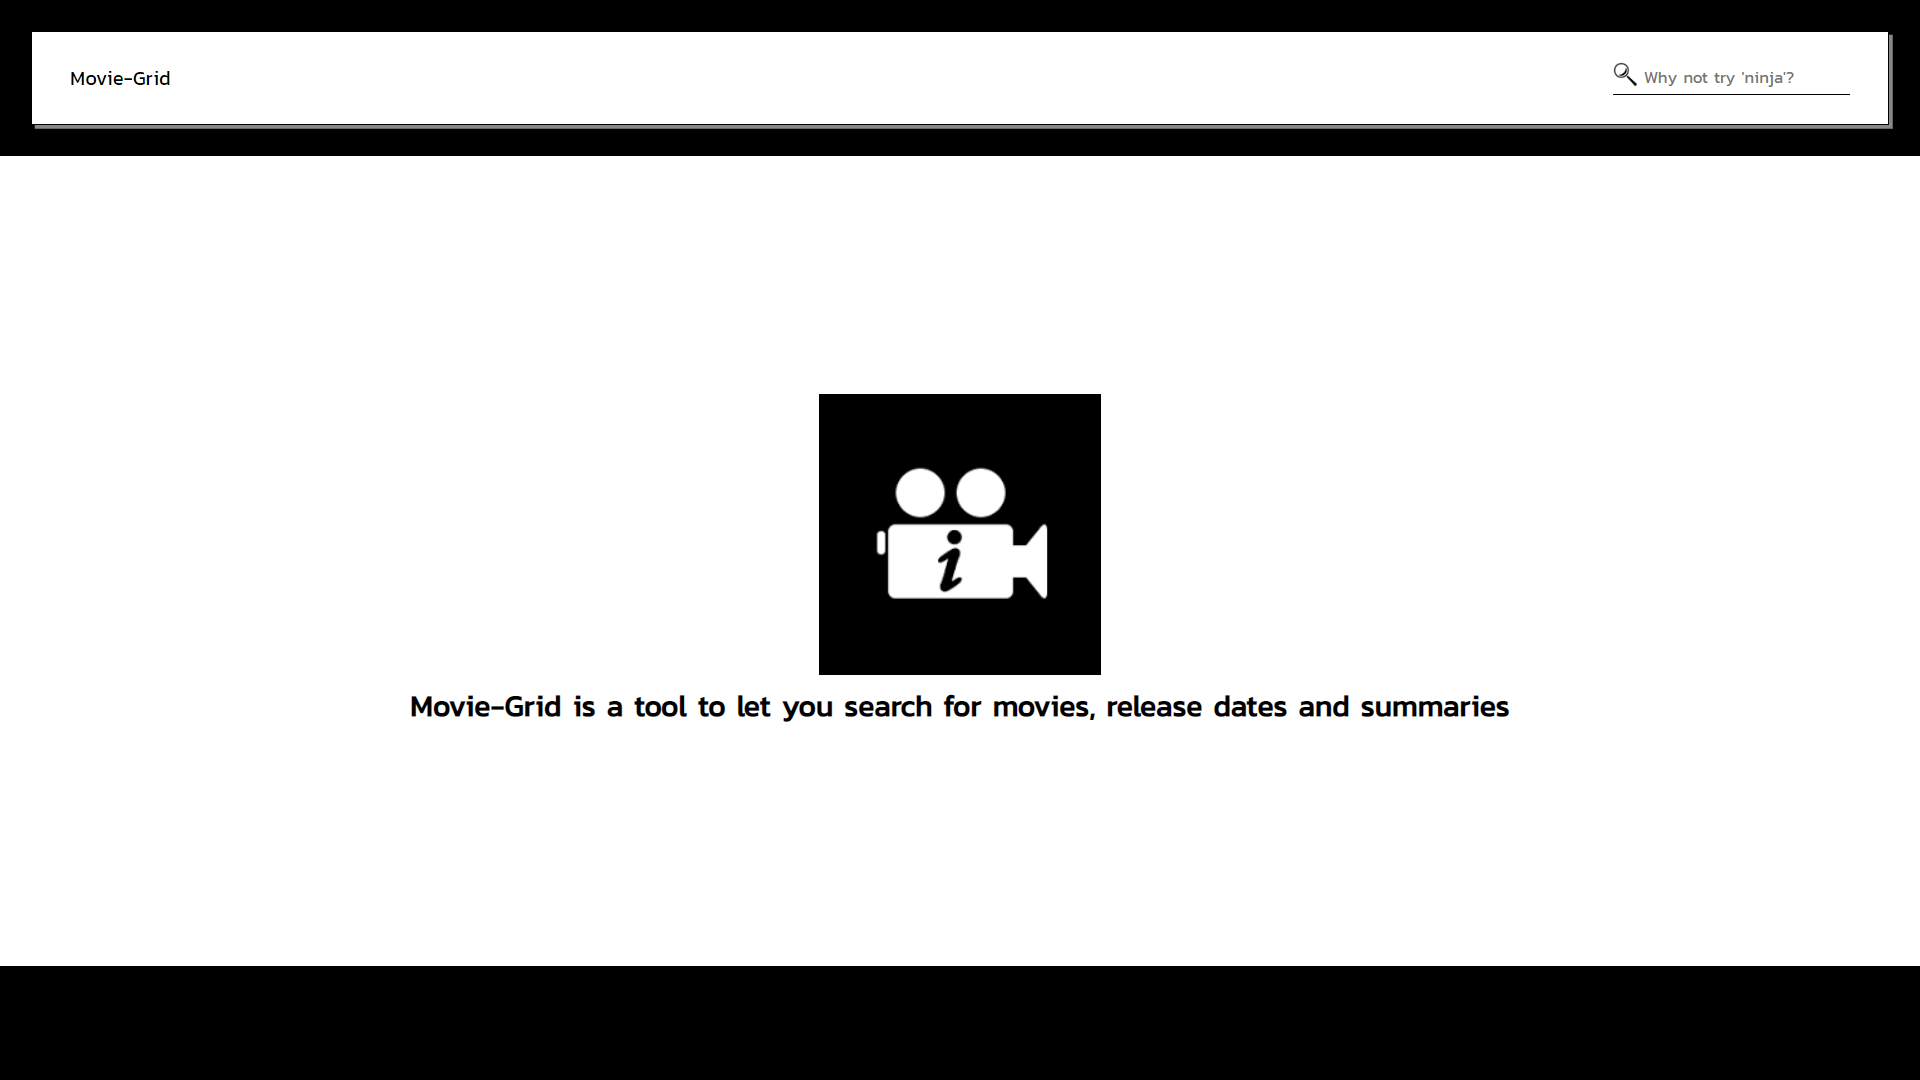 Movie-Grid
Why not try 'ninja'?
i
Movie-Grid is a tool to let you search for movies, release dates and summaries